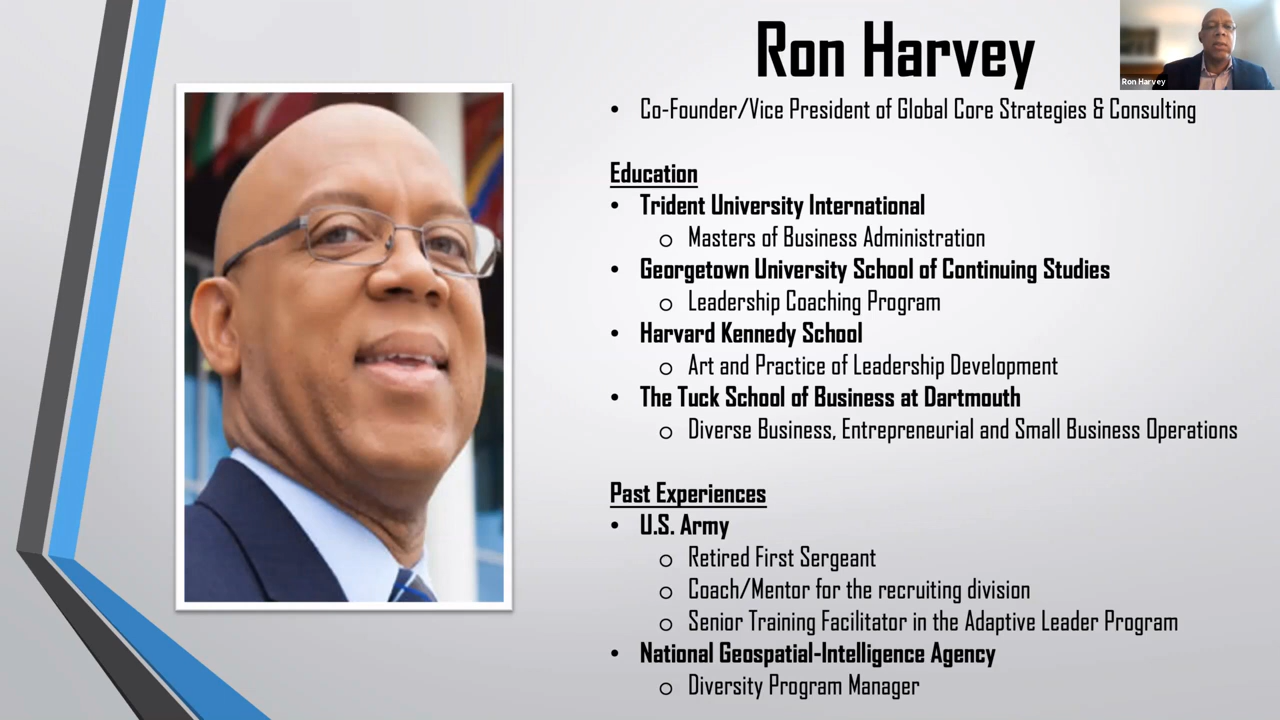 Ron Harvey
Ron Harvey
• Co-Founder/Vice President of Global Core Strategies & Consulting
Education
• Trident University International
o Masters of Business Administration
• Georgetown University School of Continuing Studies
o Leadership Coaching Program
• Harvard Kennedy School
o Art and Practice of Leadership Development
• The Tuck School of Business at Dartmouth
o Diverse Business, Entrepreneurial and Small Business Operations
Past Experiences
• U.S. Army
o Retired First Sergeant
o Coach/Mentor for the recruiting division
o Senior Training Facilitator in the Adaptive Leader Program
• National Geospatial-Intelligence Agency
o Diversity Program Manager